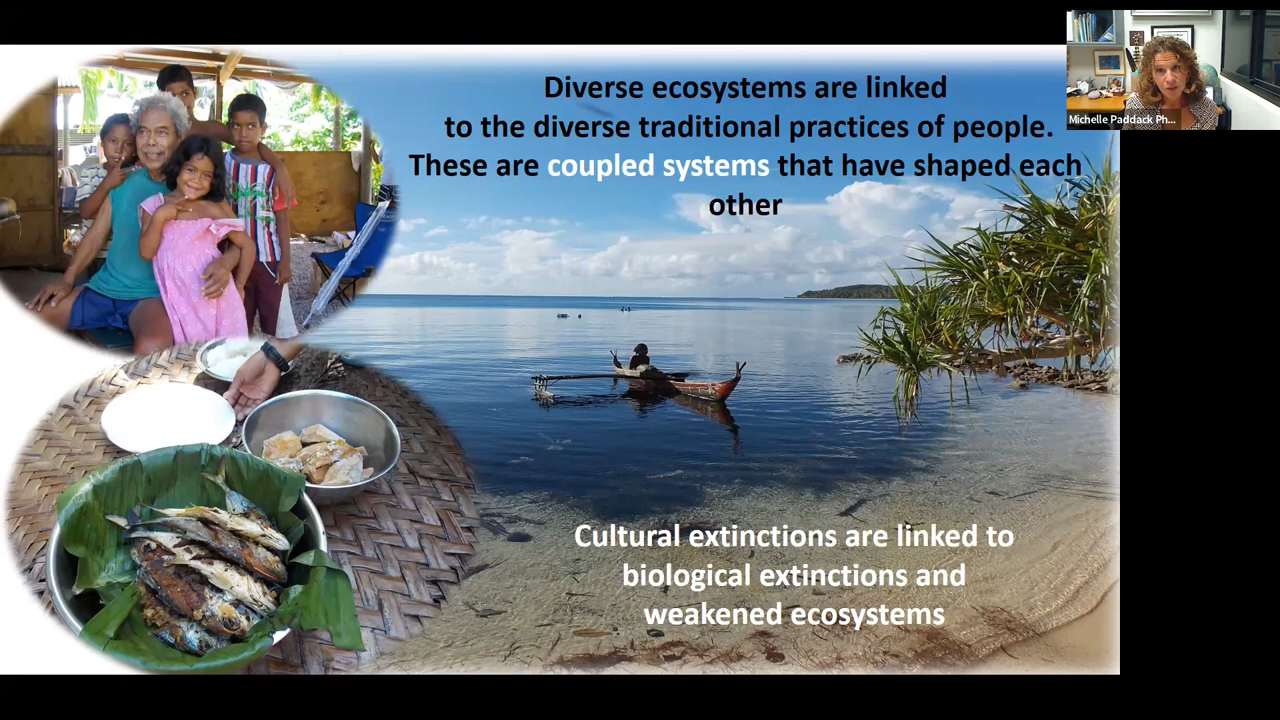 Diverse ecosystems are linked
to the diverse traditional practices of people.
These are coupled systems that have shaped each
other
Michelle Paddack Ph...
Cultural extinctions are linked to
biological extinctions and
weakened ecosystems